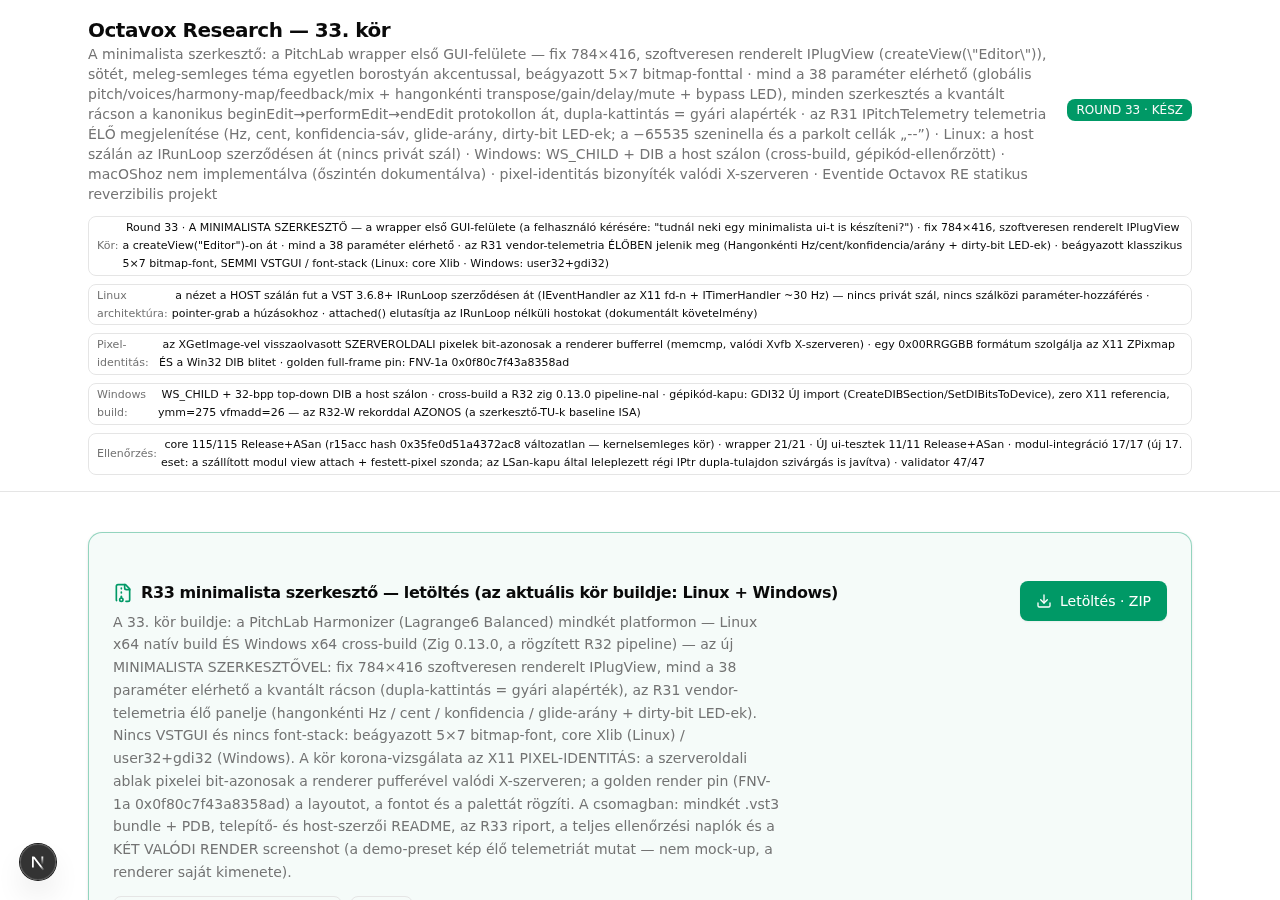 Octavox Research — 33. kör
A minimalista szerkesztő: a PitchLab wrapper első GUI-felülete — fix 784×416, szoftveresen renderelt IPlugView (createView(\"Editor\")),
sötét, meleg-semleges téma egyetlen borostyán akcentussal, beágyazott 5×7 bitmap-fonttal · mind a 38 paraméter elérhető (globális
pitch/voices/harmony-map/feedback/mix + hangonkénti transpose/gain/delay/mute + bypass LED), minden szerkesztés a kvantált
rácson a kanonikus beginEdit→performEdit→endEdit protokollon át, dupla-kattintás = gyári alapérték · az R31 IPitchTelemetry telemetria
ÉLŐ megjelenítése (Hz, cent, konfidencia-sáv, glide-arány, dirty-bit LED-ek; a −65535 szeninella és a parkolt cellák „--”) · Linux: a host
szálán az IRunLoop szerződésen át (nincs privát szál) · Windows: WS_CHILD + DIB a host szálon (cross-build, gépikód-ellenőrzött) ·
macOShoz nem implementálva (őszintén dokumentálva) · pixel-identitás bizonyíték valódi X-szerveren · Eventide Octavox RE statikus
reverzibilis projekt
ROUND 33 · KÉSZ
Kör: Round 33 · A MINIMALISTA SZERKESZTŐ — a wrapper első GUI-felülete (a felhasználó kérésére: "tudnál neki egy minimalista ui-t is készíteni?") · fix 784×416, szoftveresen renderelt IPlugView
a createView("Editor")-on át · mind a 38 paraméter elérhető · az R31 vendor-telemetria ÉLŐBEN jelenik meg (Hangonkénti Hz/cent/konfidencia/arány + dirty-bit LED-ek) · beágyazott klasszikus
5×7 bitmap-font, SEMMI VSTGUI / font-stack (Linux: core Xlib · Windows: user32+gdi32)
Linux architektúra: a nézet a HOST szálán fut a VST 3.6.8+ IRunLoop szerződésen át (IEventHandler az X11 fd-n + ITimerHandler ~30 Hz) — nincs privát szál, nincs szálközi paraméter-hozzáférés ·
pointer-grab a húzásokhoz · attached() elutasítja az IRunLoop nélküli hostokat (dokumentált követelmény)
Pixel-identitás: az XGetImage-vel visszaolvasott SZERVEROLDALI pixelek bit-azonosak a renderer bufferrel (memcmp, valódi Xvfb X-szerveren) · egy 0x00RRGGBB formátum szolgálja az X11 ZPixmap
ÉS a Win32 DIB blitet · golden full-frame pin: FNV-1a 0x0f80c7f43a8358ad
Windows build: WS_CHILD + 32-bpp top-down DIB a host szálon · cross-build a R32 zig 0.13.0 pipeline-nal · gépikód-kapu: GDI32 ÚJ import (CreateDIBSection/SetDIBitsToDevice), zero X11 referencia,
ymm=275 vfmadd=26 — az R32-W rekorddal AZONOS (a szerkesztő-TU-k baseline ISA)
Ellenőrzés: core 115/115 Release+ASan (r15acc hash 0x35fe0d51a4372ac8 változatlan — kernelsemleges kör) · wrapper 21/21 · ÚJ ui-tesztek 11/11 Release+ASan · modul-integráció 17/17 (új 17.
eset: a szállított modul view attach + festett-pixel szonda; az LSan-kapu által leleplezett régi IPtr dupla-tulajdon szivárgás is javítva) · validator 47/47
R33 minimalista szerkesztő — letöltés (az aktuális kör buildje: Linux + Windows)
Letöltés · ZIP
A 33. kör buildje: a PitchLab Harmonizer (Lagrange6 Balanced) mindkét platformon — Linux
x64 natív build ÉS Windows x64 cross-build (Zig 0.13.0, a rögzített R32 pipeline) — az új
MINIMALISTA SZERKESZTŐVEL: fix 784×416 szoftveresen renderelt IPlugView, mind a 38
paraméter elérhető a kvantált rácson (dupla-kattintás = gyári alapérték), az R31 vendor-
telemetria élő panelje (hangonkénti Hz / cent / konfidencia / glide-arány + dirty-bit LED-ek).
Nincs VSTGUI és nincs font-stack: beágyazott 5×7 bitmap-font, core Xlib (Linux) /
user32+gdi32 (Windows). A kör korona-vizsgálata az X11 PIXEL-IDENTITÁS: a szerveroldali
ablak pixelei bit-azonosak a renderer pufferével valódi X-szerveren; a golden render pin (FNV-
1a 0x0f80c7f43a8358ad) a layoutot, a fontot és a palettát rögzíti. A csomagban: mindkét .vst3
bundle + PDB, telepítő- és host-szerzői README, az R33 riport, a teljes ellenőrzési naplók és a
KÉT VALÓDI RENDER screenshot (a demo-preset kép élő telemetriát mutat — nem mock-up, a
renderer saját kimenete).